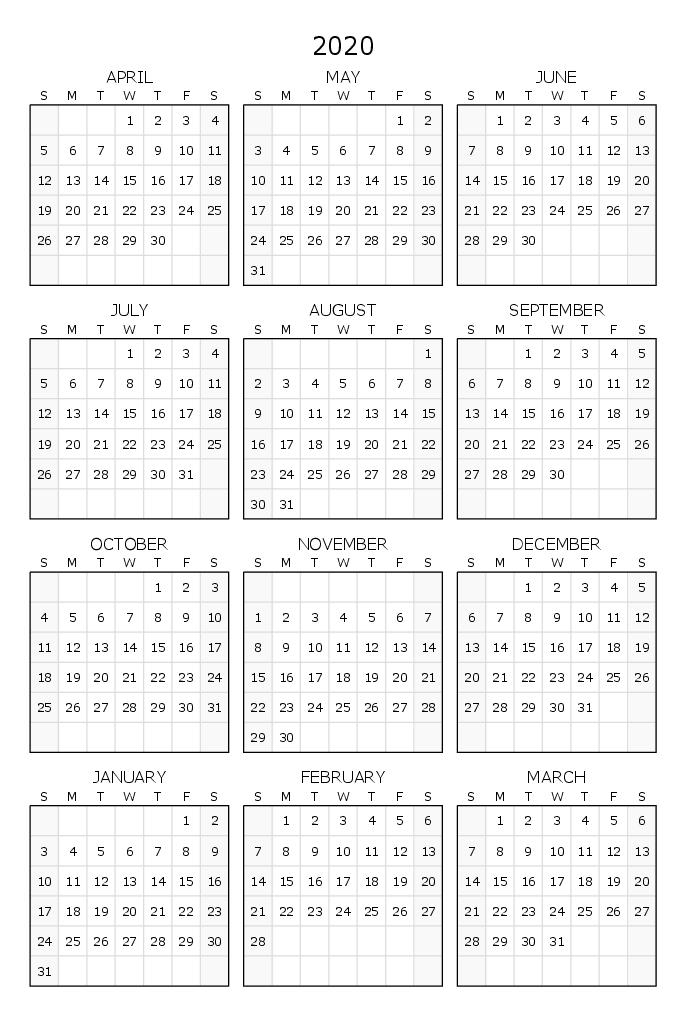 2020
APRIL MAY JUNE
S M T W T F S S M T W T F S S M T W T F S
1 2 3 4 1 2 1 2 3 4 5 6
5 6 7 8 9 10 11 3 4 5 6 7 8 9 7 8 9 10 11 12 13
12 13 14 15 16 17 18 10 11 12 13 14 15 16 14 15 16 17 18 19 20
19 20 21 22 23 24 25 17 18 19 20 21 22 23 21 22 23 24 25 26 27
26 27 28 29 30 24 25 26 27 28 29 30 28 29 30
31
JULY AUGUST SEPTEMBER
S M T W T F S S M T W T F S S M T W T F S
1 2 3 4 1 1 2 3 4 5
5 6 7 8 9 10 11 2 3 4 5 6 7 8 6 7 8 9 10 11 12
12 13 14 15 16 17 18 9 10 11 12 13 14 15 13 14 15 16 17 18 19
19 20 21 22 23 24 25 16 17 18 19 20 21 22 20 21 22 23 24 25 26
26 27 28 29 30 31 23 24 25 26 27 28 29 27 28 29 30
30 31
OCTOBER NOVEMBER DECEMBER
S M T W T F S S M T W T F S S M T W T F S
1 2 3 1 2 3 4 5
4 5 6 7 8 9 10 1 2 3 4 5 6 7 6 7 8 9 10 11 12
11 12 13 14 15 16 17 8 9 10 11 12 13 14 13 14 15 16 17 18 19
18 19 20 21 22 23 24 15 16 17 18 19 20 21 20 21 22 23 24 25 26
25 26 27 28 29 30 31 22 23 24 25 26 27 28 27 28 29 30 31
29 30
JANUARY FEBRUARY MARCH
S M T W T F S S M T W T F S S M T W T F S
1 2 1 2 3 4 5 6 1 2 3 4 5 6
3 4 5 6 7 8 9 7 8 9 10 11 12 13 7 8 9 10 11 12 13
10 11 12 13 14 15 16 14 15 16 17 18 19 20 14 15 16 17 18 19 20
17 18 19 20 21 22 23 21 22 23 24 25 26 27 21 22 23 24 25 26 27
24 25 26 27 28 29 30 28 28 29 30 31
31